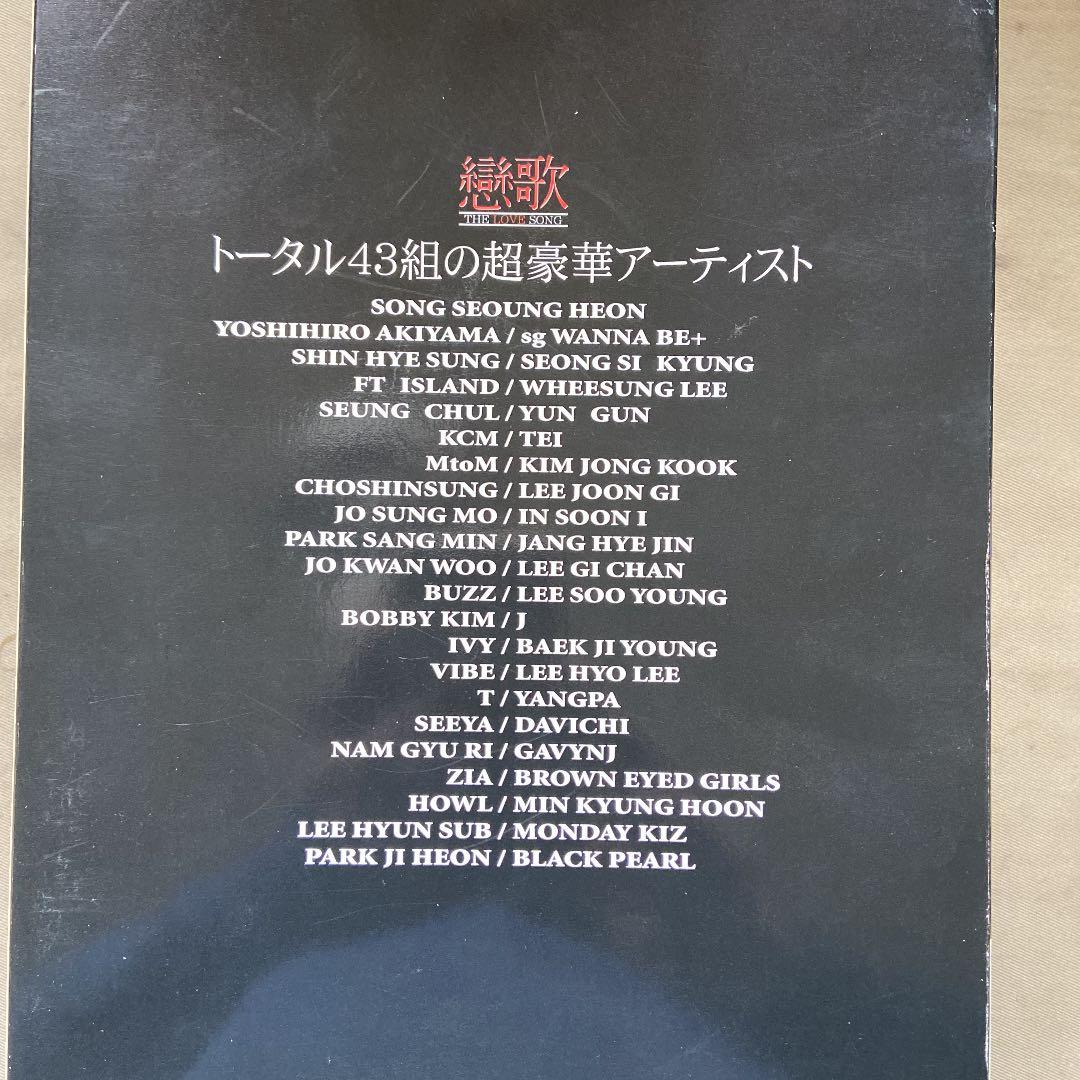 戀歌
THE LOVE SONG
トータル43組の超豪華アーティスト
SONG SEOUNG HEON
YOSHIHIRO AKIYAMA / sg WANNA BE+
SHIN HYE SUNG / SEONG SI KYUNG
FT ISLAND / WHEESUNG LEE
SEUNG CHUL / YUN GUN
KCM / TEI
MtoM / KIM JONG KOOK
CHOSHINSUNG / LEE JOON GI
JO SUNG MO / IN SOON I
PARK SANG MIN / JANG HYE JIN
JO KWAN WOO / LEE GI CHAN
BUZZ / LEE SOO YOUNG
BOBBY KIM / J
IVY / BAEK JI YOUNG
VIBE / LEE HYO LEE
T / YANGPA
SEEYA / DAVICHI
NAM GYU RI / GAVYNJ
ZIA / BROWN EYED GIRLS
HOWL / MIN KYUNG HOON
LEE HYUN SUB / MONDAY KIZ
PARK JI HEON / BLACK PEARL